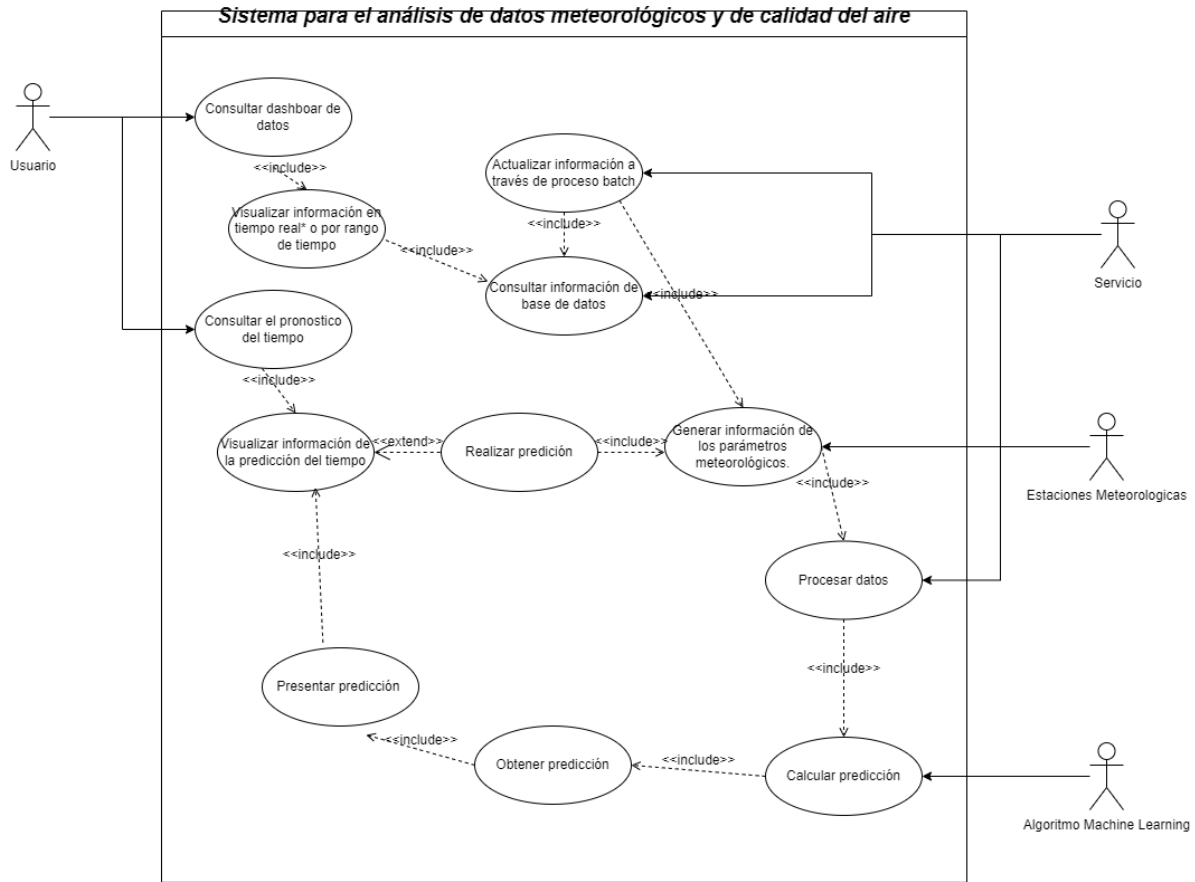 Sistema para el análisis de datos meteorológicos y de calidad del aire
Consultar dashboar de
datos
Usuario
<<include>>
Actualizar información a
través de proceso batch
Visualizar información en
tiempo real* o por rango
de tiempo
<<include>>
<<include>>
Servicio
Consultar información de
base de datos
<<include>>
Consultar el pronostico
del tiempo
<<include>>
Visualizar información de
la predicción del tiempo
<<extend>>
Realizar predición
<<include>>
Generar información de
los parámetros
meteorológicos.
<<include>>
Estaciones Meteorologicas
<<include>>
Procesar datos
<<include>>
Presentar predicción
<<include>>
Obtener predicción
<<include>>
Calcular predicción
Algoritmo Machine Learning